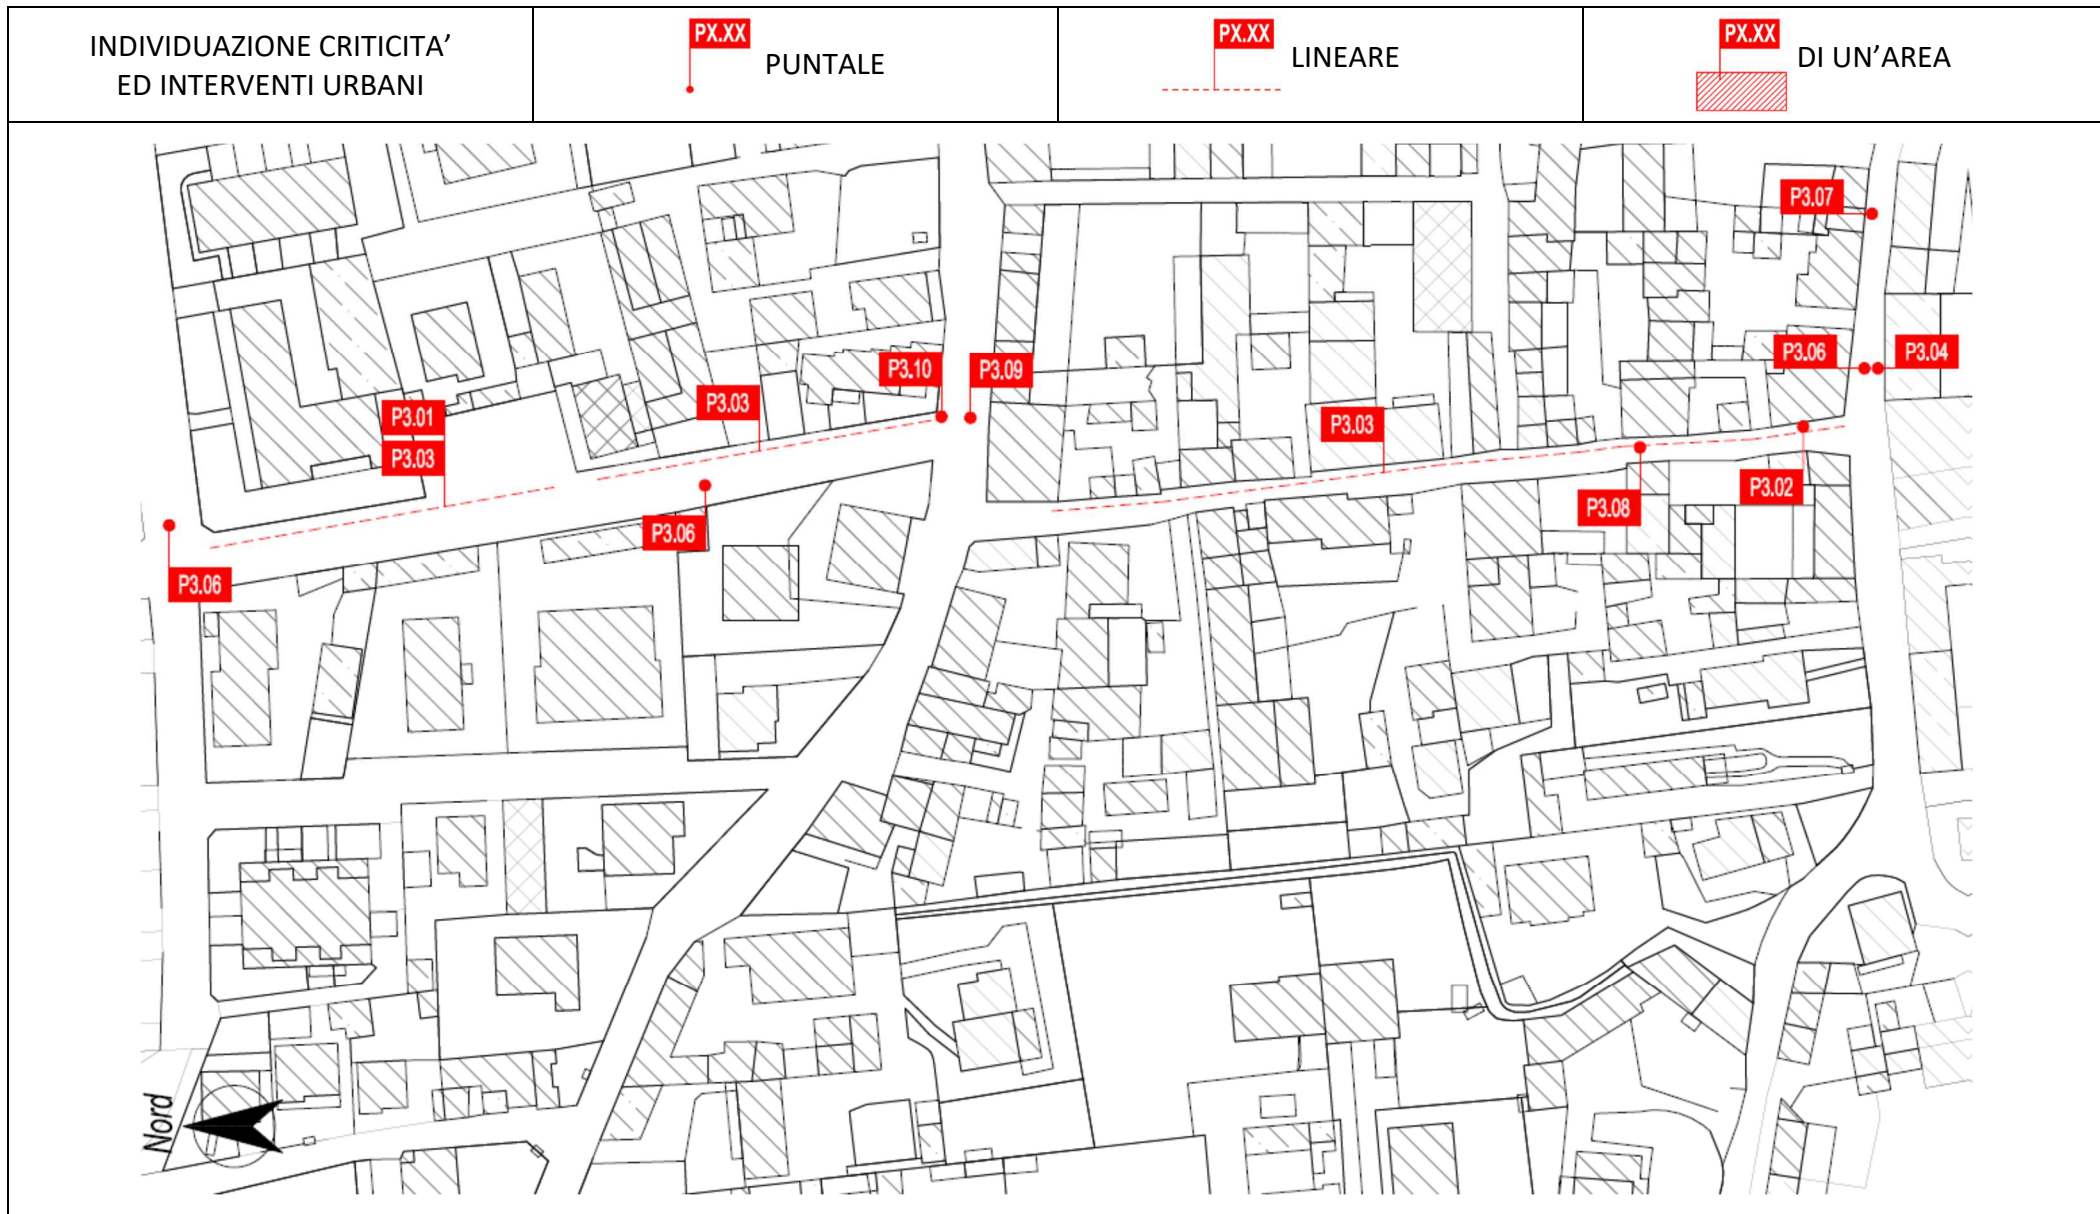 INDIVIDUAZIONE CRITICITA’
ED INTERVENTI URBANI
PX.XX
PUNTALE
PX.XX
LINEARE
PX.XX
DI UN’AREA
P3.07
P3.06
P3.04
P3.10
P3.09
P3.03
P3.01
P3.03
P3.03
P3.02
P3.08
P3.06
P3.06
Nord